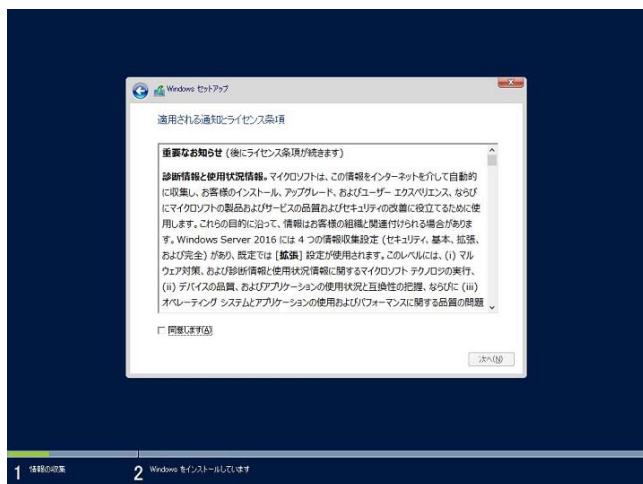 Windows セットアップ
適用される通知とライセンス条項
重要なお知らせ (後にライセンス条項が続きます)
診断情報と使用状況情報。マイクロソフトは、この情報をインターネットを介して自動的
に収集し、お客様のインストール、アップグレード、およびユーザー エクスペリエンス、ならび
にマイクロソフトの製品およびサービスの品質およびセキュリティの改善に役立てるために使
用します。これらの目的に沿って、情報はお客様の組織と関連付けられる場合がありま
す。Windows Server 2016 には 4 つの情報収集設定 (セキュリティ、基本、拡張、
および完全) があり、既定では [拡張] 設定が使用されます。このレベルには、(i) マル
ウェア対策、および診断情報と使用状況情報に関するマイクロソフト テクノロジの実行、
(ii) デバイスの品質、およびアプリケーションの使用状況と互換性の把握、ならびに (iii)
オペレーティング システムとアプリケーションの使用およびパフォーマンスに関する品質の問題
同意します(A)
次へ(N)
1 情報の収集
2 Windows をインストールしています